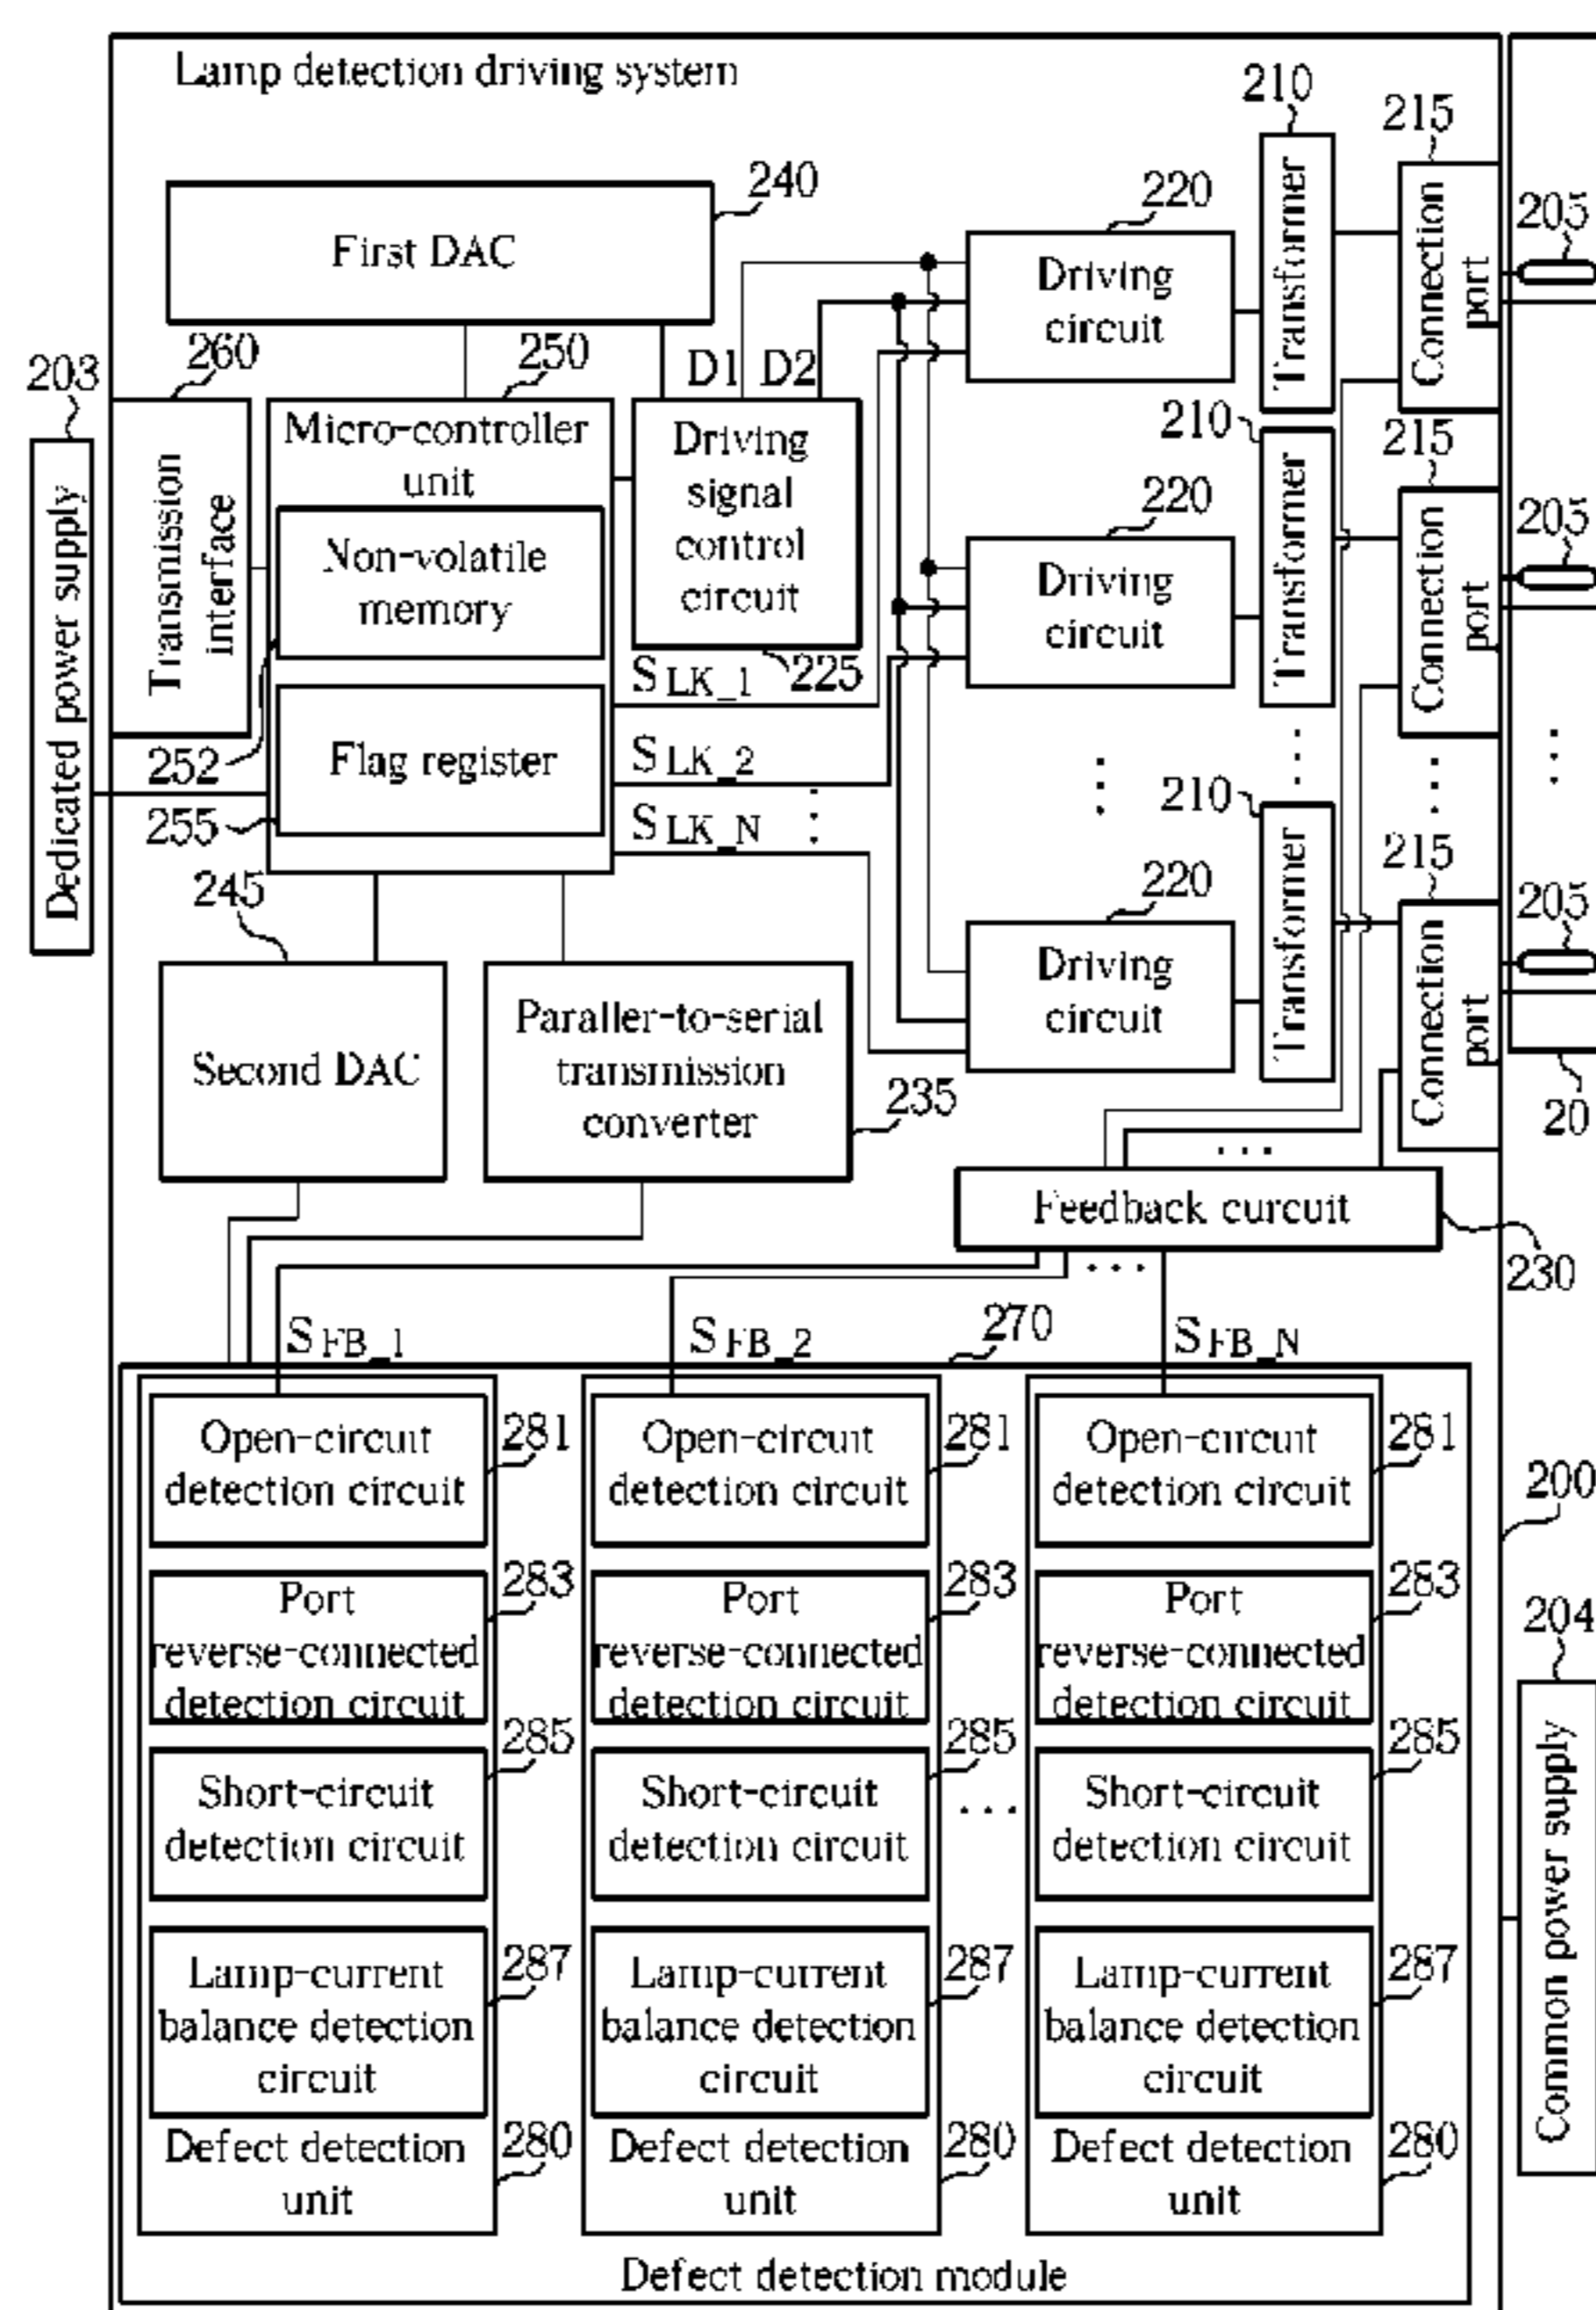 Lamp detection driving system
210
215
240
220
205
First DAC
Driving
circuit
Transformer
Connection
port
260
250
D1
D2
203
Dedicated power supply
Transmission
interface
Micro-controller
unit
Non-volatile
memory
Flag register
252
255
Driving
signal
control
circuit
225
210
215
220
205
Driving
circuit
Transformer
Connection
port
SLK_1
SLK_2
SLK_N
210
215
220
205
Driving
circuit
Transformer
Connection
port
20
245
Second DAC
Paraller-to-serial
transmission
converter
235
Feedback curcuit
230
SFB_1
SFB_2
270
SFB_N
Open-circuit
detection circuit
281
Port
reverse-connected
detection circuit
283
Short-circuit
detection circuit
285
Lamp-current
balance detection
circuit
287
Defect detection
unit
280
Open-circuit
detection circuit
281
Port
reverse-connected
detection circuit
283
Short-circuit
detection circuit
285
Lamp-current
balance detection
circuit
287
Defect detection
unit
280
Open-circuit
detection circuit
281
Port
reverse-connected
detection circuit
283
Short-circuit
detection circuit
285
Lamp-current
balance detection
circuit
287
Defect detection
unit
280
Defect detection module
200
204
Common power supply